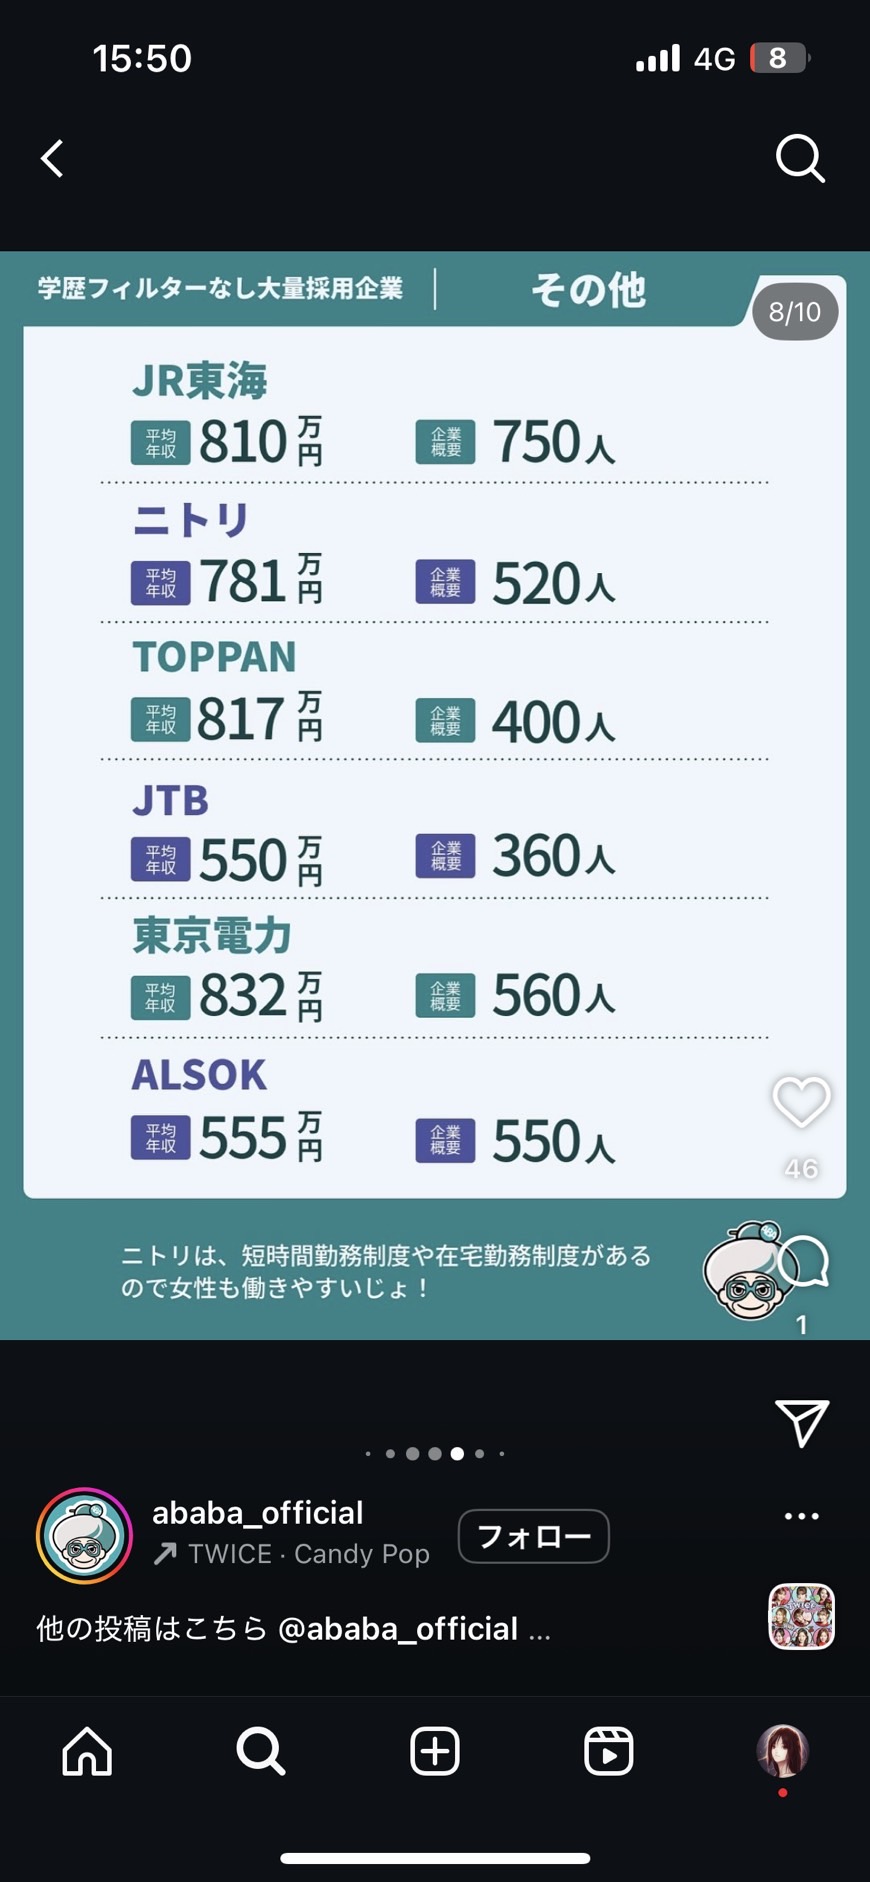 15:50
4G
8
学歴フィルターなし大量採用企業
その他
8/10
JR東海
平均年収 810万円 企業概要 750人
ニトリ
平均年収 781万円 企業概要 520人
TOPPAN
平均年収 817万円 企業概要 400人
JTB
平均年収 550万円 企業概要 360人
東京電力
平均年収 832万円 企業概要 560人
ALSOK
平均年収 555万円 企業概要 550人
46
ニトリは、短時間勤務制度や在宅勤務制度がある
ので女性も働きやすいじょ！
1
ababa_official
TWICE · Candy Pop
フォロー
他の投稿はこちら @ababa_official ...